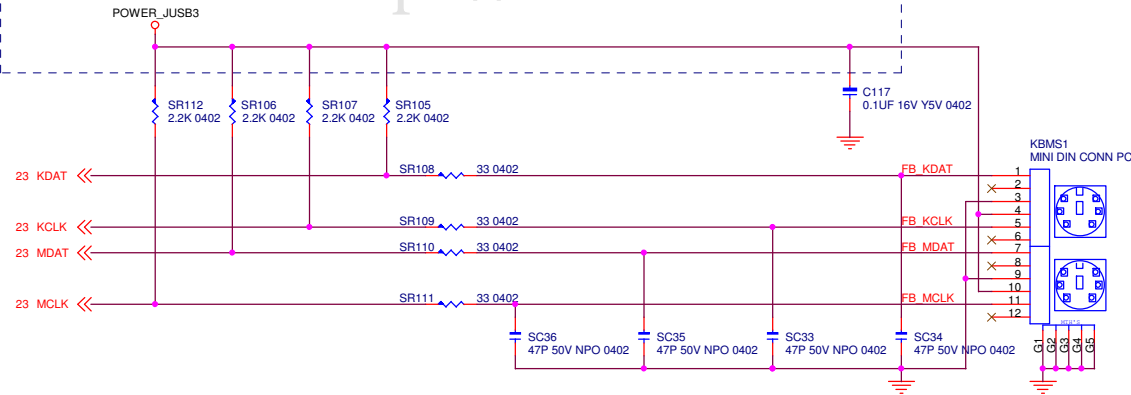 POWER_JUSB3
SR112
2.2K 0402
SR106
2.2K 0402
SR107
2.2K 0402
SR105
2.2K 0402
C117
0.1UF 16V Y5V 0402
KBMS1
MINI DIN CONN PC
23 KDAT
SR108 33 0402
FB_KDAT
23 KCLK
SR109 33 0402
FB_KCLK
23 MDAT
SR110 33 0402
FB_MDAT
23 MCLK
SR111 33 0402
FB_MCLK
1
2
3
4
5
6
7
8
9
10
11
12
SC36
47P 50V NPO 0402
SC35
47P 50V NPO 0402
SC33
47P 50V NPO 0402
SC34
47P 50V NPO 0402
G1
G2
G3
G4
G5